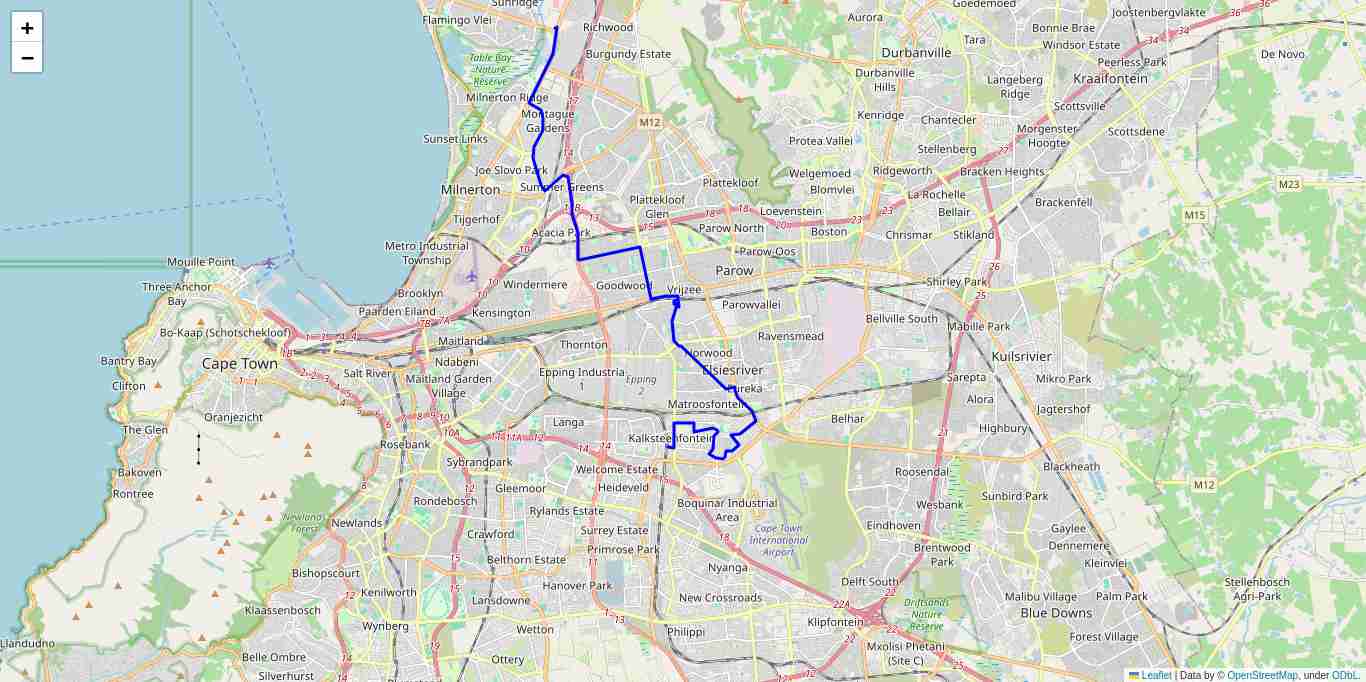 Sunridge
Goedemoed
Joostenbergvlakte
Flamingo Vlei
Richwood
Aurora
Bonnie Brae
36
Durbanville
Tara
Windsor Estate
34
De Novo
Burgundy Estate
Peerless Park
Table Bay
Nature
Reserve
Durbanville
Hills
Langeberg
Ridge
Kraaifontein
Milnerton Ridge
Scottsville
Montague
Gardens
M12
Kenridge
Chantecler
Morgenster
Hoogte
Scottsdene
Sunset Links
Protea Vallei
Stellenberg
Joe Slovo Park
Welgemoed
Ridgeworth
Bracken Heights
Milnerton
Summer Greens
Plattekloof
Blomvlei
La Rochelle
M23
Plattekloof
Glen
Loevenstein
Bellair
Brackenfell
M15
Tijgerhof
Acacia Park
Parow North
Boston
Chrismar
Stikland
Metro Industrial
Township
Parow-Oos
Mouille Point
Parow
Three Anchor
Bay
Brooklyn
Windermere
Goodwood
Vrijzee
Shirley Park
Paarden Eiland
Kensington
Parowvallei
Bellville South
Mabille Park
Bo-Kaap (Schotschekloof)
Maitland
Thornton
Ravensmead
Bantry Bay
Cape Town
Ndabeni
Norwood
Kuilsrivier
Clifton
Salt River
Maitland Garden
Village
Epping Industria
1
Epping
2
Elsiesriver
Eureka
Sarepta
Mikro Park
Oranjezicht
Matroosfontein
Alora
Jagtershof
The Glen
Langa
Belhar
Highbury
Rosebank
Kalksteenfontein
Bakoven
Sybrandpark
Welcome Estate
Heideveld
Roosendal
Blackheath
Rontree
Gleemoor
M12
Rondebosch
Boquinar Industrial
Area
Wesbank
Sunbird Park
Newland
Forest
Newlands
Rylands Estate
Crawford
Surrey Estate
Cape Town
International
Airport
Eindhoven
Gaylee
Primrose Park
Brentwood
Park
Dennemere
Belthorn Estate
Nyanga
Kleinvlei
Bishopscourt
Hanover Park
Delft South
Stellenbosch
Agri-Park
Kenilworth
Lansdowne
New Crossroads
Malibu Village
Palm Park
Klaassenbosch
22A
Driftsands
Nature
Reserve
Blue Downs
Wynberg
Wetton
Philippi
Klipfontein
Forest Village
Llandudno
Belle Ombre
Ottery
Mxolisi Phetani
(Site C)
Silverhurst
+
−
Leaflet | Data by © OpenStreetMap, under ODbL.